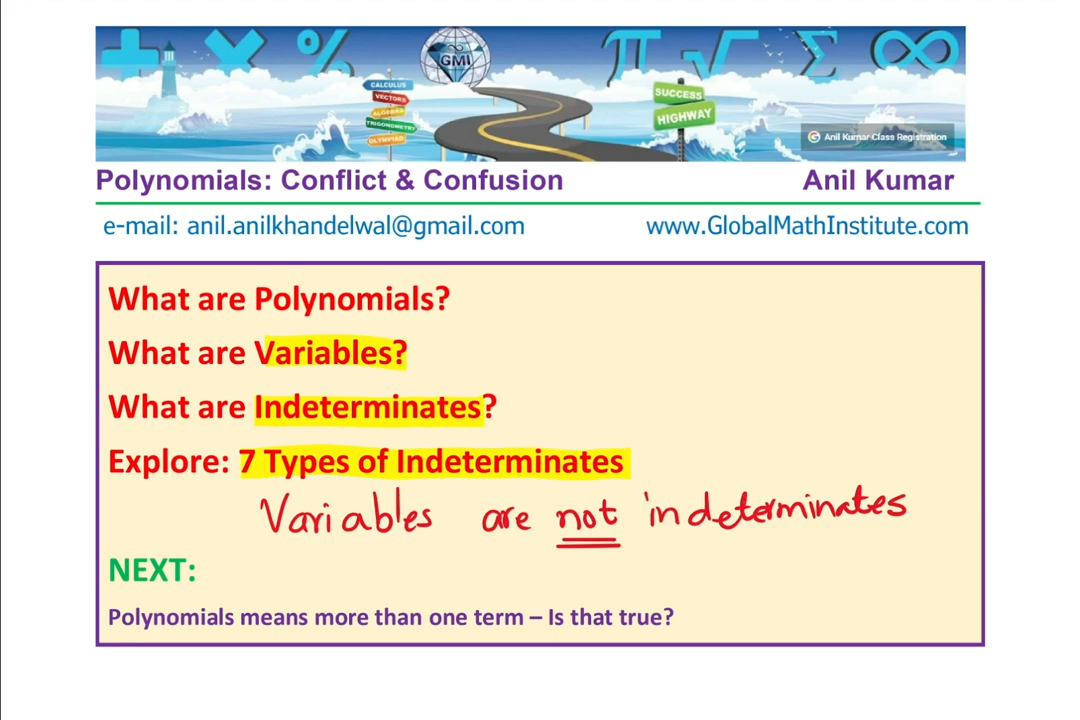 GMI
CALCULUS
VECTORS
ALGEBRA
TRIGONOMETRY
OLYMPIAD
SUCCESS
HIGHWAY
Anil Kumar Class Registration
Polynomials: Conflict & Confusion Anil Kumar
e-mail: anil.anilkhandelwal@gmail.com www.GlobalMathInstitute.com
What are Polynomials?
What are Variables?
What are Indeterminates?
Explore: 7 Types of Indeterminates
Variables are not indeterminates
NEXT:
Polynomials means more than one term – Is that true?